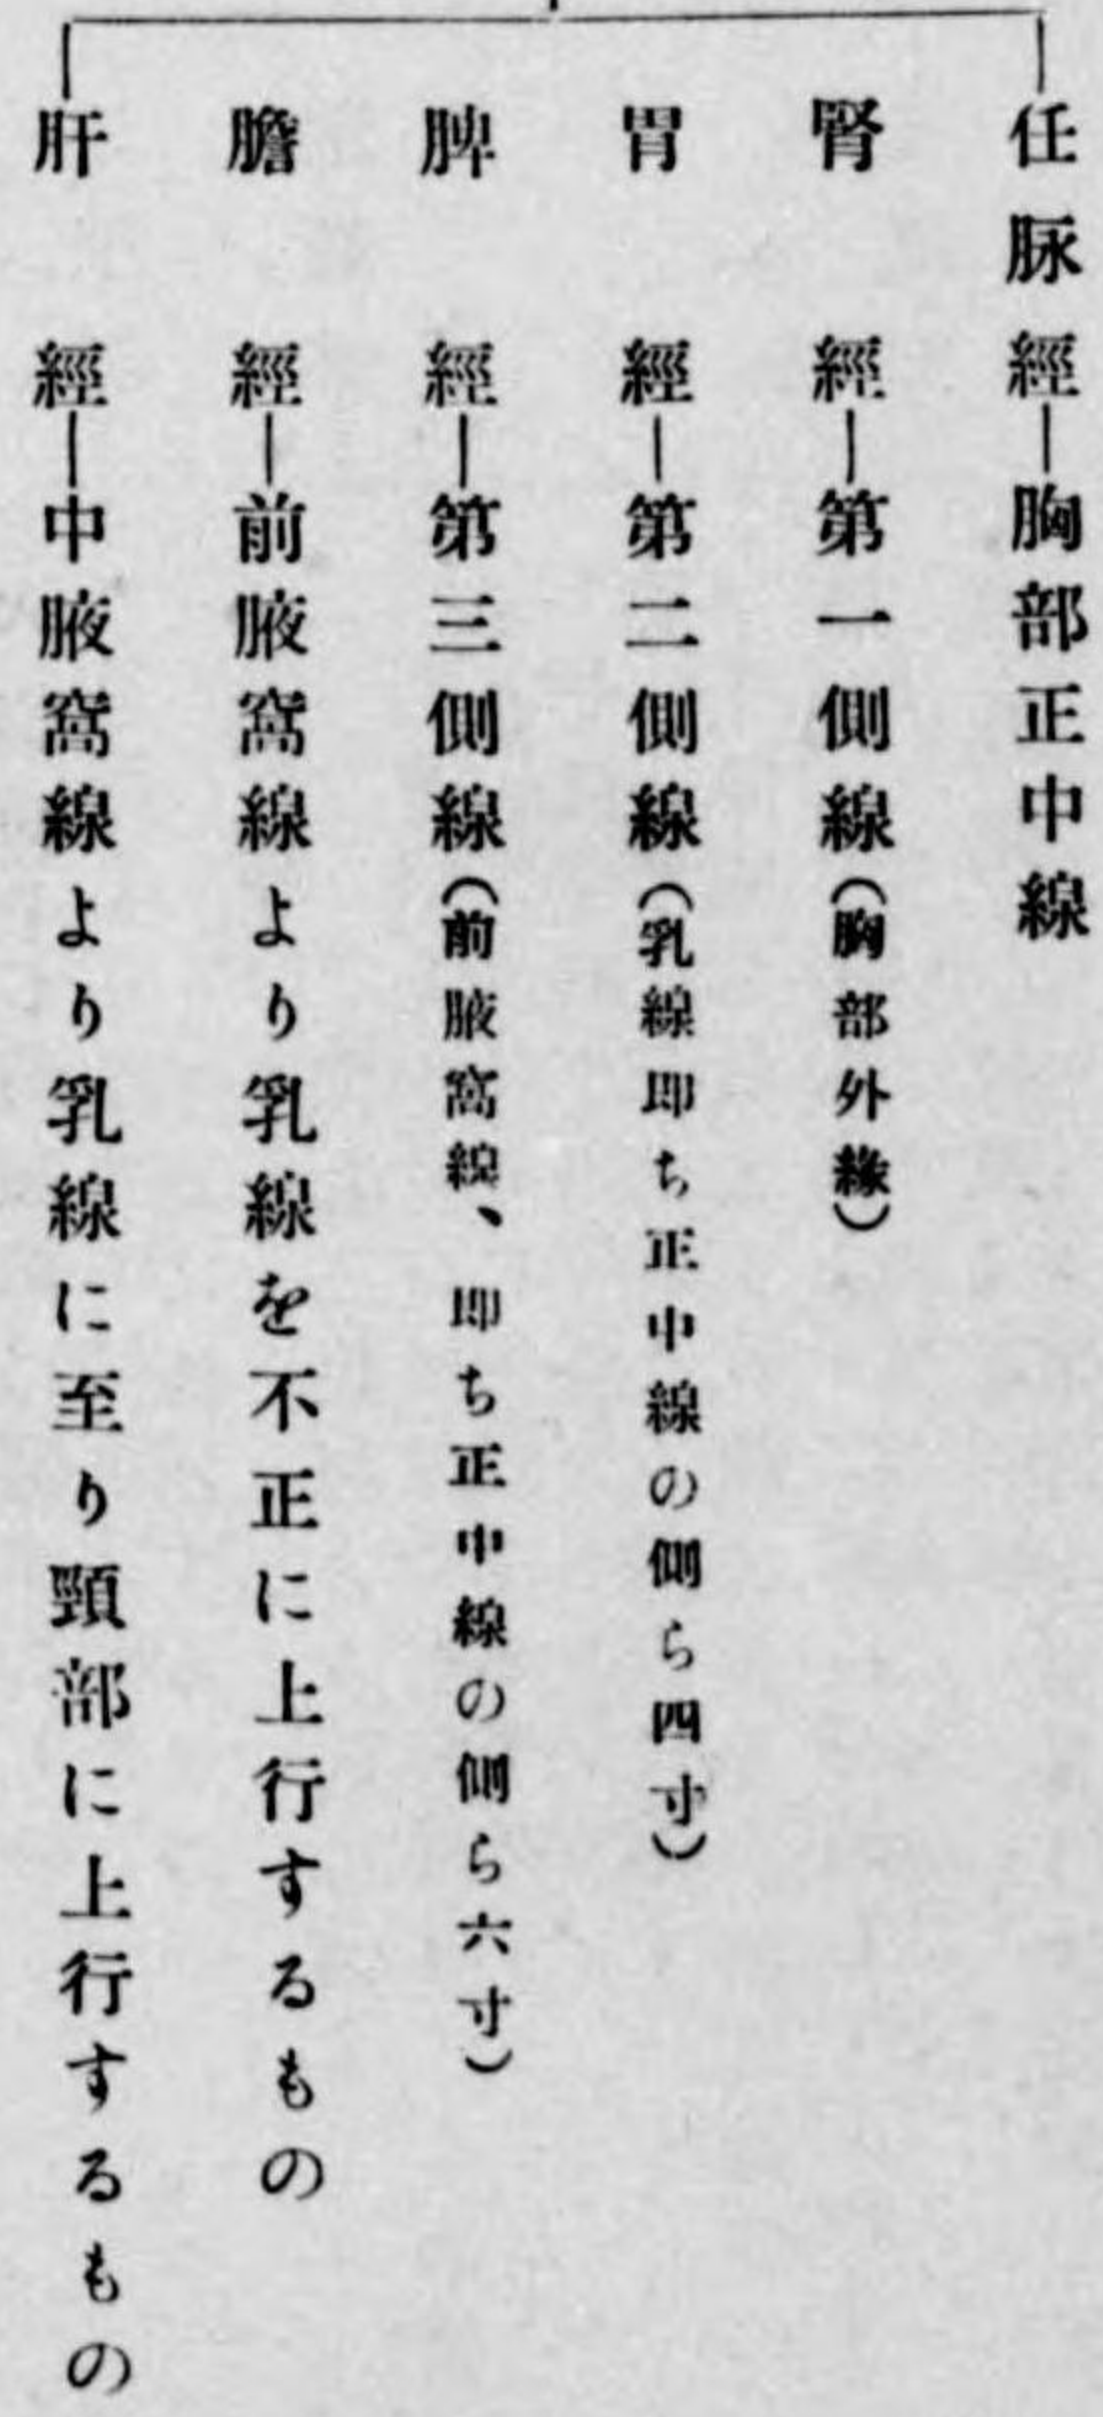 任脉經―胸部正中線
腎經―第一側線（胸部外緣）
胃經―第二側線（乳線即ち正中線の側ら四寸）
脾經―第三側線（前腋窩線、即ち正中線の側ら六寸）
膽經―前腋窩線より乳線を不正に上行するもの
肝經―中腋窩線より乳線に至り頸部に上行するもの